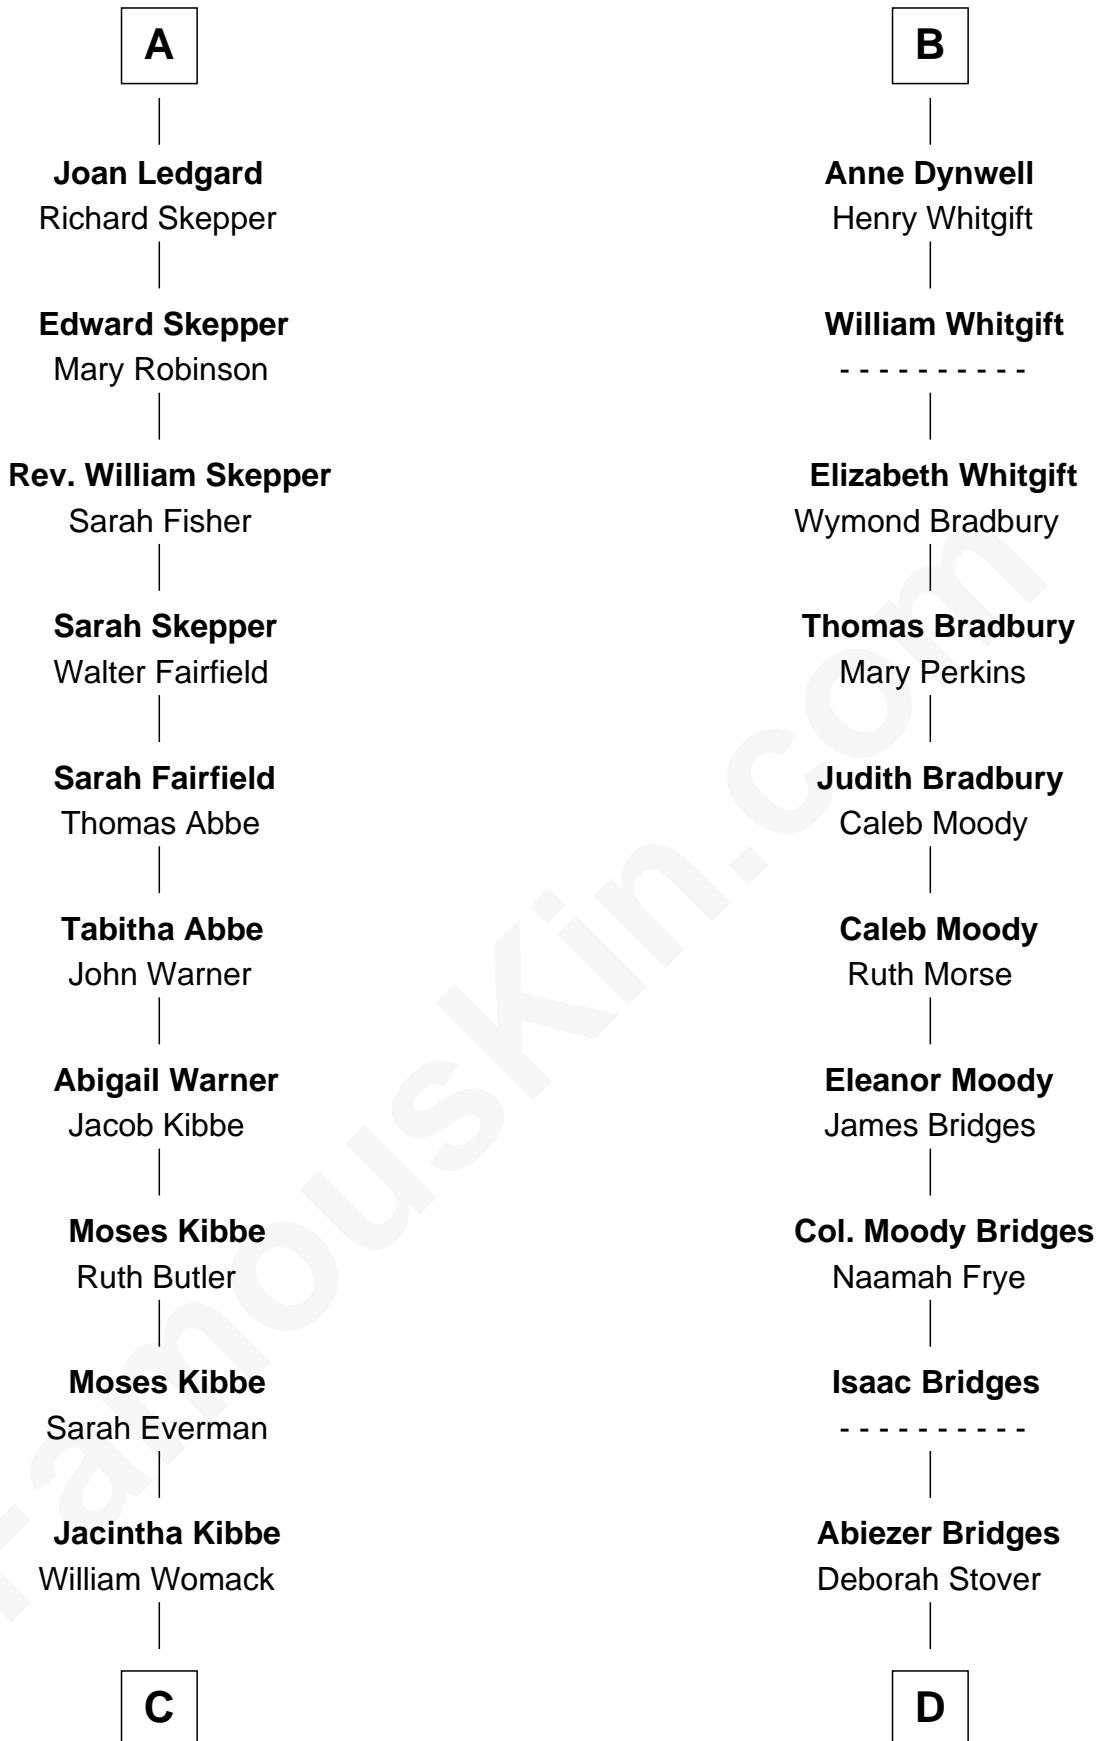 A
Joan Ledgard
Richard Skepper
Edward Skepper
Mary Robinson
Rev. William Skepper
Sarah Fisher
Sarah Skepper
Walter Fairfield
Sarah Fairfield
Thomas Abbe
Tabitha Abbe
John Warner
Abigail Warner
Jacob Kibbe
Moses Kibbe
Ruth Butler
Moses Kibbe
Sarah Everman
Jacintha Kibbe
William Womack
C
B
Anne Dynwell
Henry Whitgift
William Whitgift
- - - - - - - - - -
Elizabeth Whitgift
Wymond Bradbury
Thomas Bradbury
Mary Perkins
Judith Bradbury
Caleb Moody
Caleb Moody
Ruth Morse
Eleanor Moody
James Bridges
Col. Moody Bridges
Naamah Frye
Isaac Bridges
- - - - - - - - - -
Abiezer Bridges
Deborah Stover
D
FamousKin.com